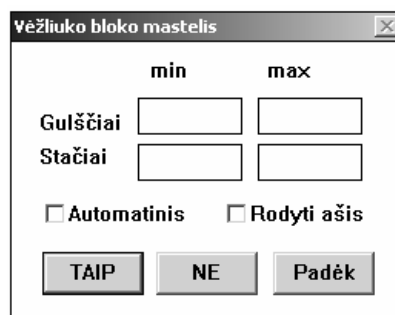 Vėžliuko bloko mastelis
min max
Gulščiai
Stačiai
Automatinis Rodyti ašis
TAIP NE Padėk